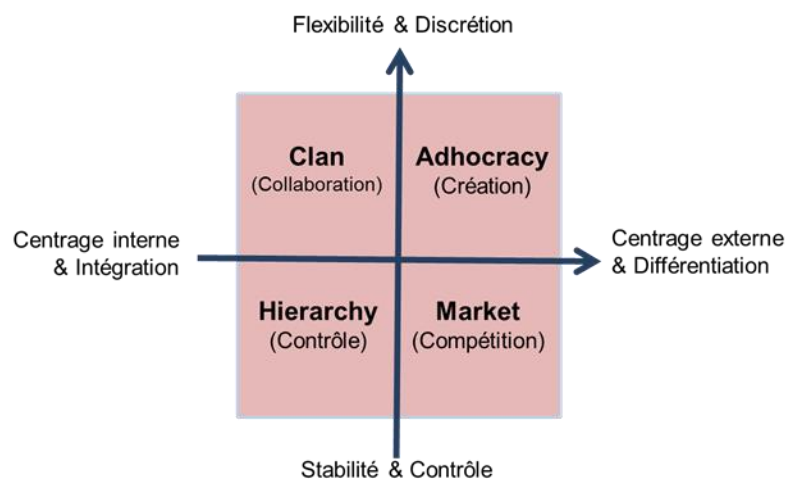 Flexibilité & Discrétion
Clan
(Collaboration)
Adhocracy
(Création)
Centrage interne
& Intégration
Centrage externe
& Différentiation
Hierarchy
(Contrôle)
Market
(Compétition)
Stabilité & Contrôle